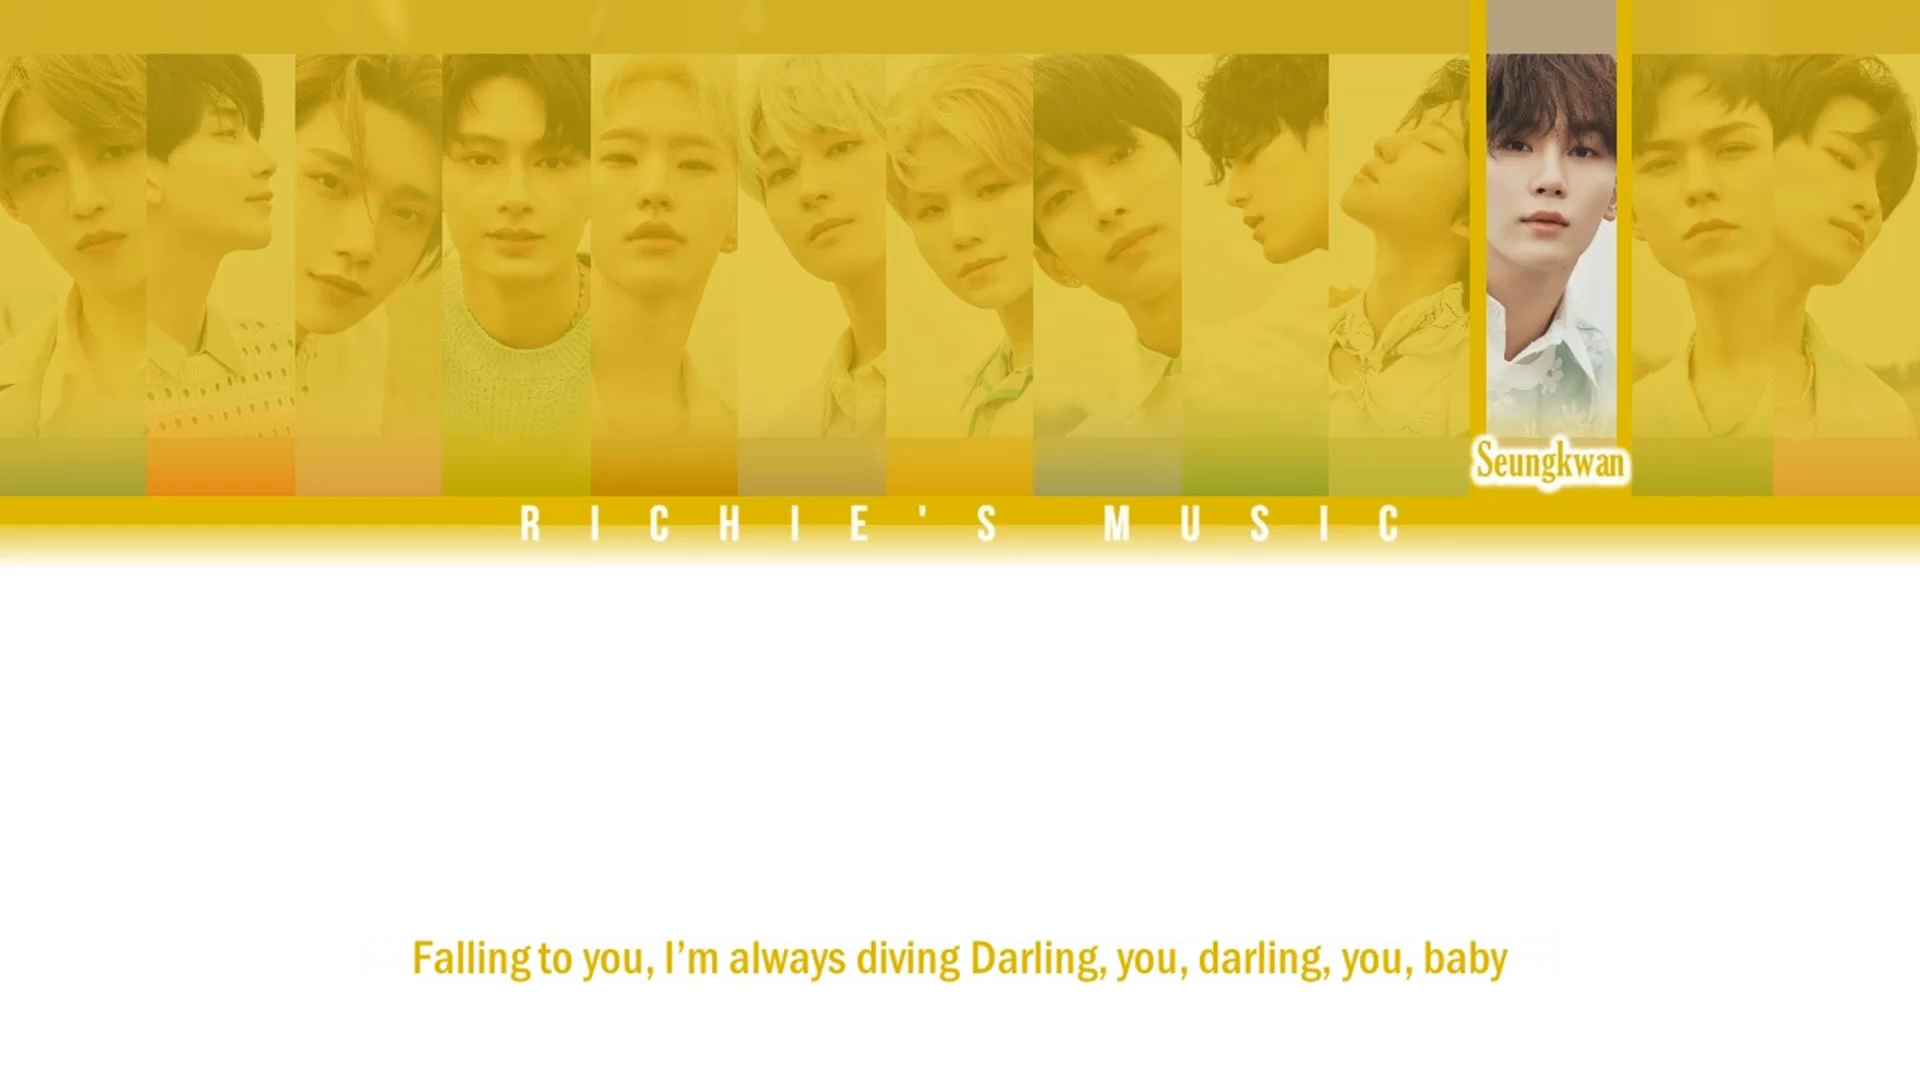 Seungkwan
RICHIE'S MUSIC
Falling to you, I’m always diving Darling, you, darling, you, baby